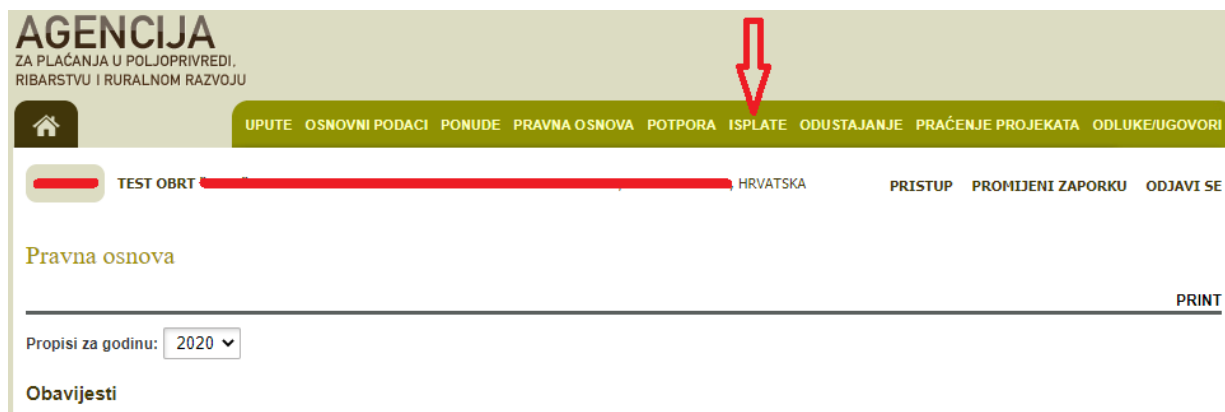 AGENCIJA
ZA PLAĆANJA U POLJOPRIVREDI,
RIBARSTVU I RURALNOM RAZVOJU
UPUTE OSNOVNI PODACI PONUDE PRAVNA OSNOVA POTPORA ISPLATE ODUSTAJANJE PRAĆENJE PROJEKATA ODLUKE/UGOVORI
TEST OBRT , HRVATSKA PRISTUP PROMIJENI ZAPORKU ODJAVI SE
Pravna osnova
PRINT
Propisi za godinu: 2020
Obavijesti